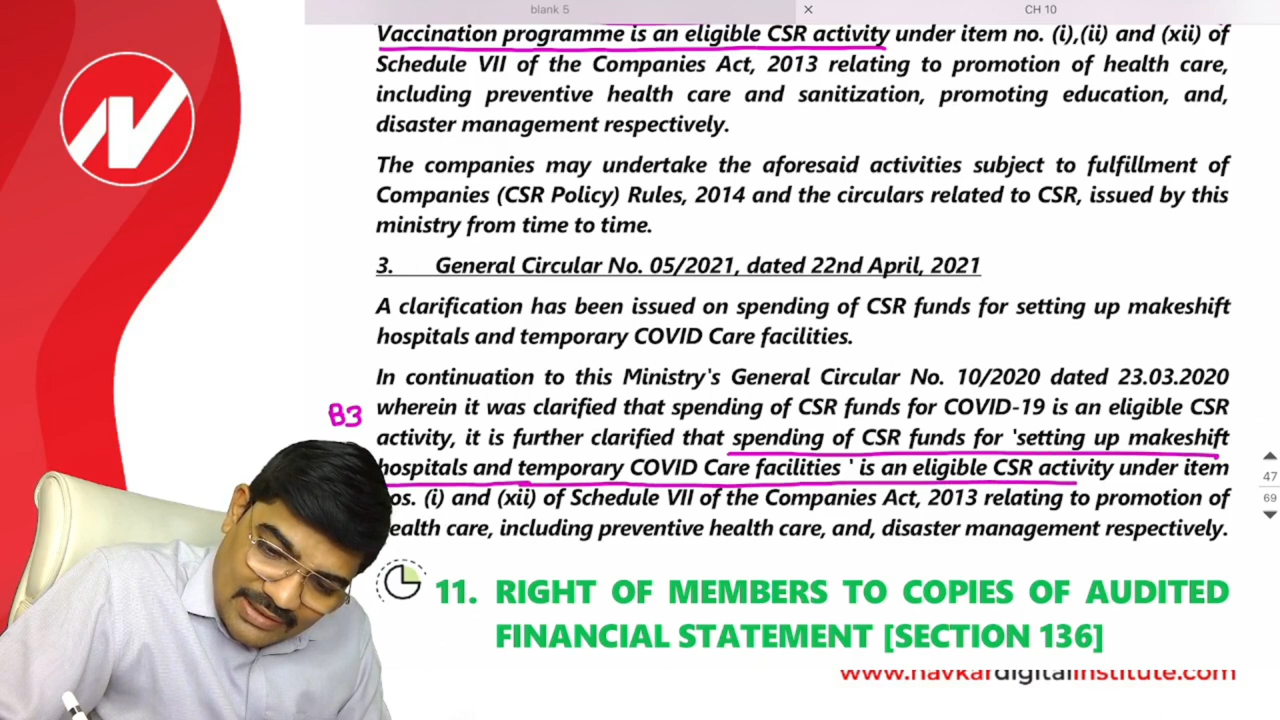 blank 5
CH 10
Vaccination programme is an eligible CSR activity under item no. (i),(ii) and (xii) of
Schedule VII of the Companies Act, 2013 relating to promotion of health care,
including preventive health care and sanitization, promoting education, and,
disaster management respectively.
The companies may undertake the aforesaid activities subject to fulfillment of
Companies (CSR Policy) Rules, 2014 and the circulars related to CSR, issued by this
ministry from time to time.
3. General Circular No. 05/2021, dated 22nd April, 2021
A clarification has been issued on spending of CSR funds for setting up makeshift
hospitals and temporary COVID Care facilities.
In continuation to this Ministry's General Circular No. 10/2020 dated 23.03.2020
B3 wherein it was clarified that spending of CSR funds for COVID-19 is an eligible CSR
activity, it is further clarified that spending of CSR funds for 'setting up makeshift
hospitals and temporary COVID Care facilities ' is an eligible CSR activity under item
os. (i) and (xii) of Schedule VII of the Companies Act, 2013 relating to promotion of
ealth care, including preventive health care, and, disaster management respectively.
47
69
11. RIGHT OF MEMBERS TO COPIES OF AUDITED
FINANCIAL STATEMENT [SECTION 136]
www.navkardigitalinstitute.com